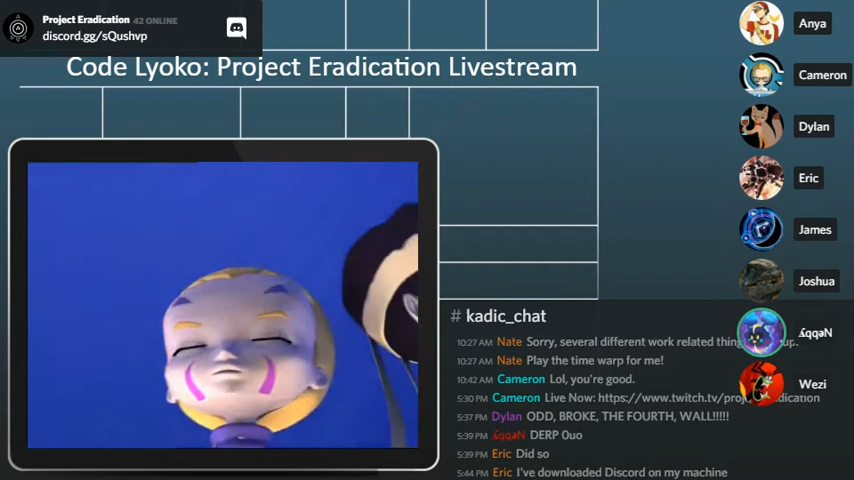 Project Eradication 42 ONLINE
discord.gg/sQushvp
Code Lyoko: Project Eradication Livestream
Anya
Cameron
Dylan
Eric
James
Joshua
ʎqqǝN
Wezi
# kadic_chat
10:27 AM Nate Sorry, several different work related
10:27 AM Nate Play the time warp for me!
10:42 AM Cameron Lol, you're good.
5:30 PM Cameron Live Now: https://www.twitch.tv/
5:37 PM Dylan ODD, BROKE, THE FOURTH, WALL!!!!!
5:39 PM ʎqqǝN DERP 0uo
5:39 PM Eric Did so
5:44 PM Eric I've downloaded Discord on my machine